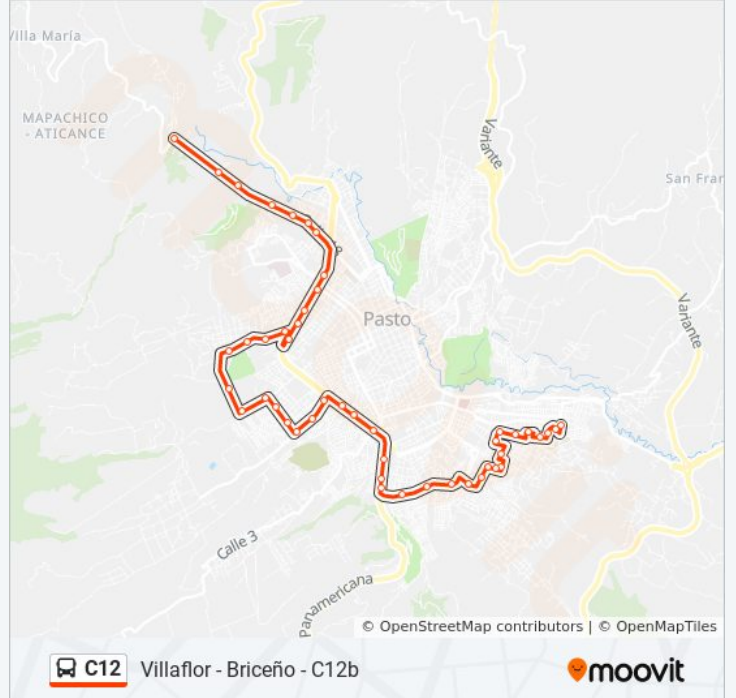 Villa María
MAPACHICO
- ATICANCE
Variante
San Fran
Pasto
Variante
Calle 3
Panamericana
© OpenStreetMap contributors | © OpenMapTiles
C12 Villaflor - Briceño - C12b
moovit